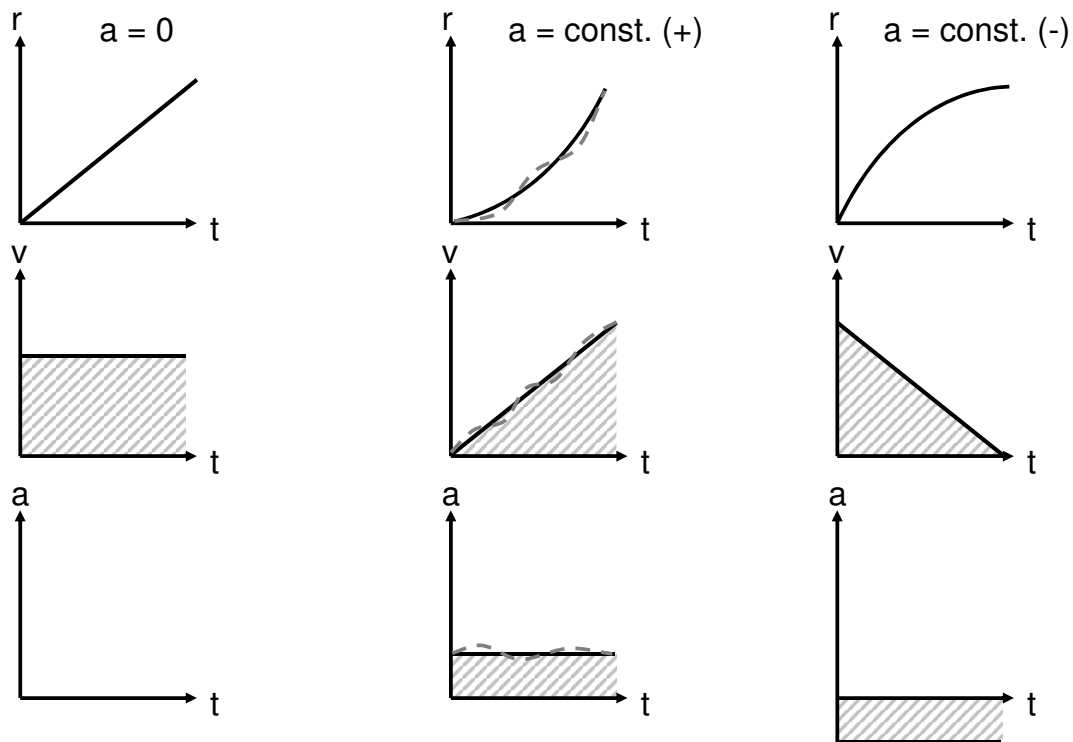 r
a = 0
t
v
t
a
t
r
a = const. (+)
t
v
t
a
t
r
a = const. (-)
t
v
t
a
t